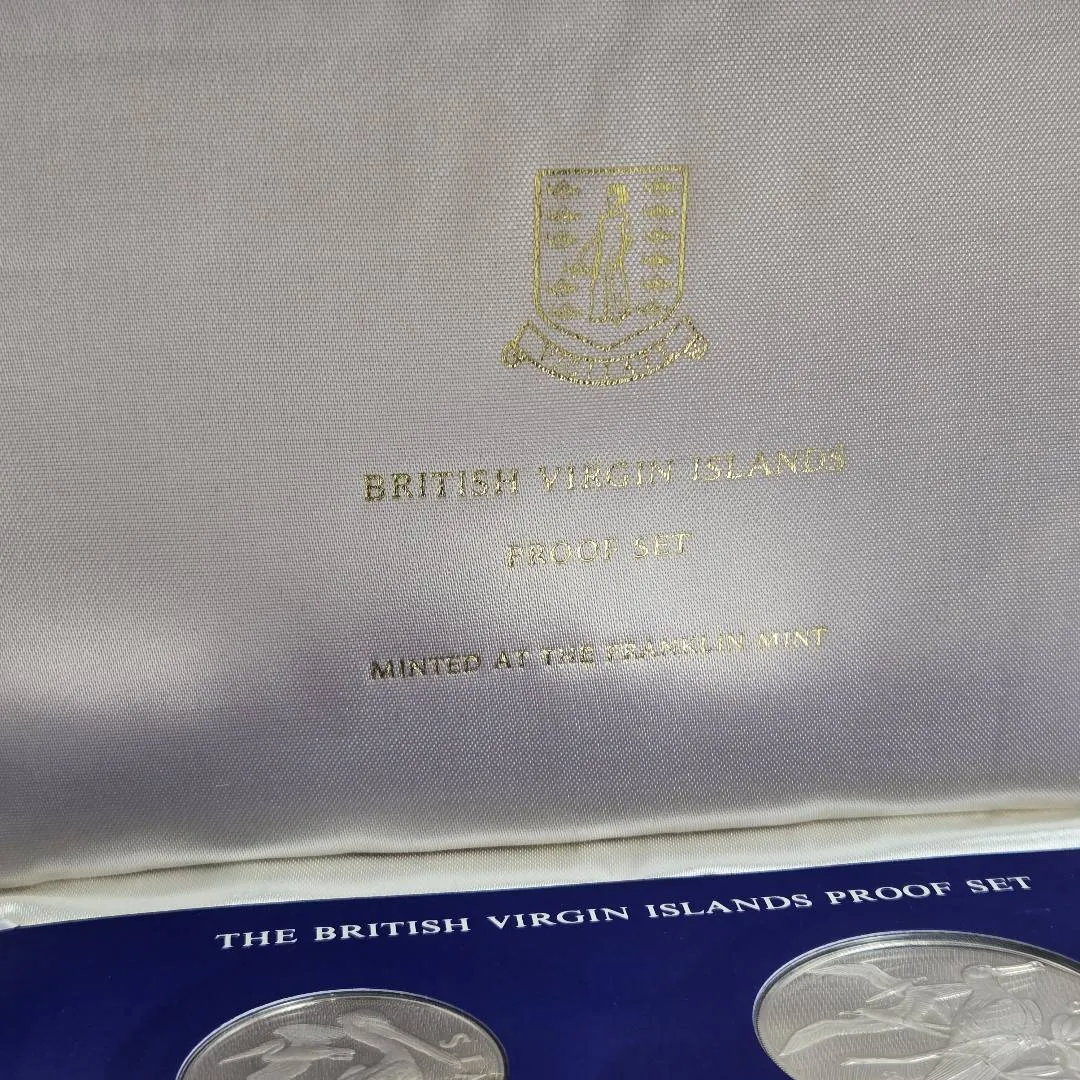 BRITISH VIRGIN ISLANDS
PROOF SET
MINTED AT THE FRANKLIN MINT
THE BRITISH VIRGIN ISLANDS PROOF SET